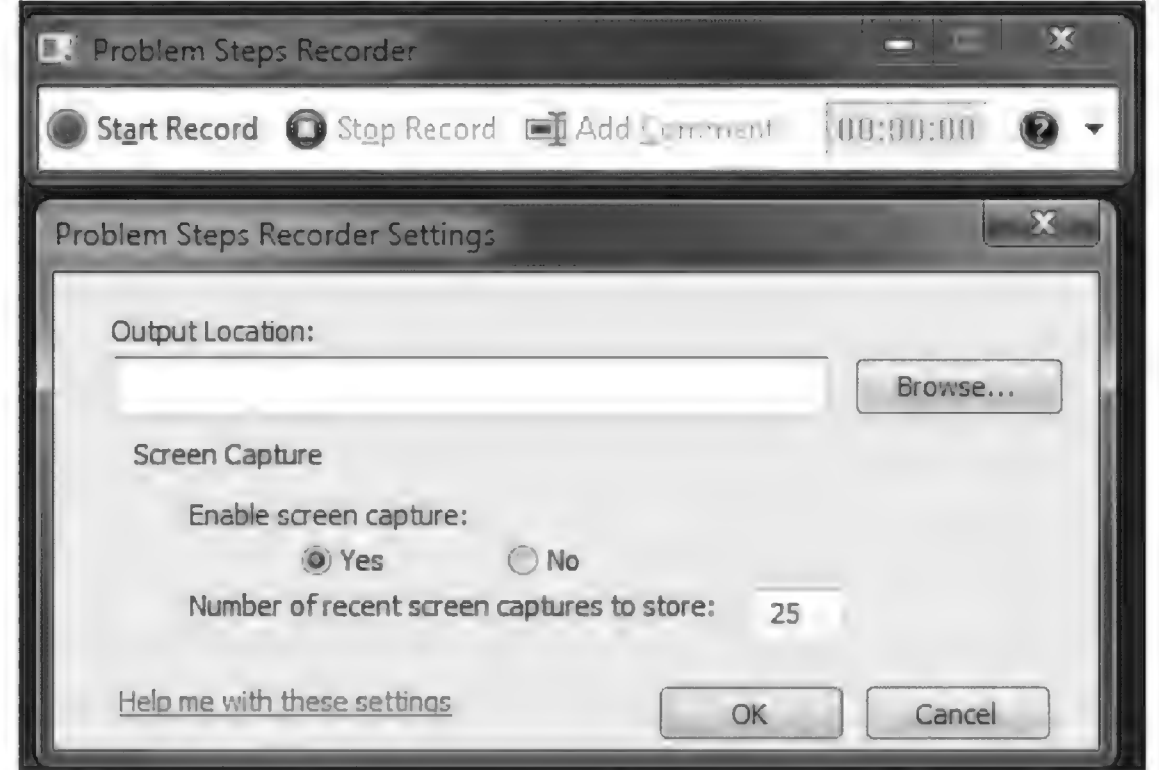 Problem Steps Recorder
Start Record Stop Record Add Comment 00:00:00
Problem Steps Recorder Settings
Output Location:
Browse...
Screen Capture
Enable screen capture:
Yes No
Number of recent screen captures to store: 25
Help me with these settings
OK Cancel